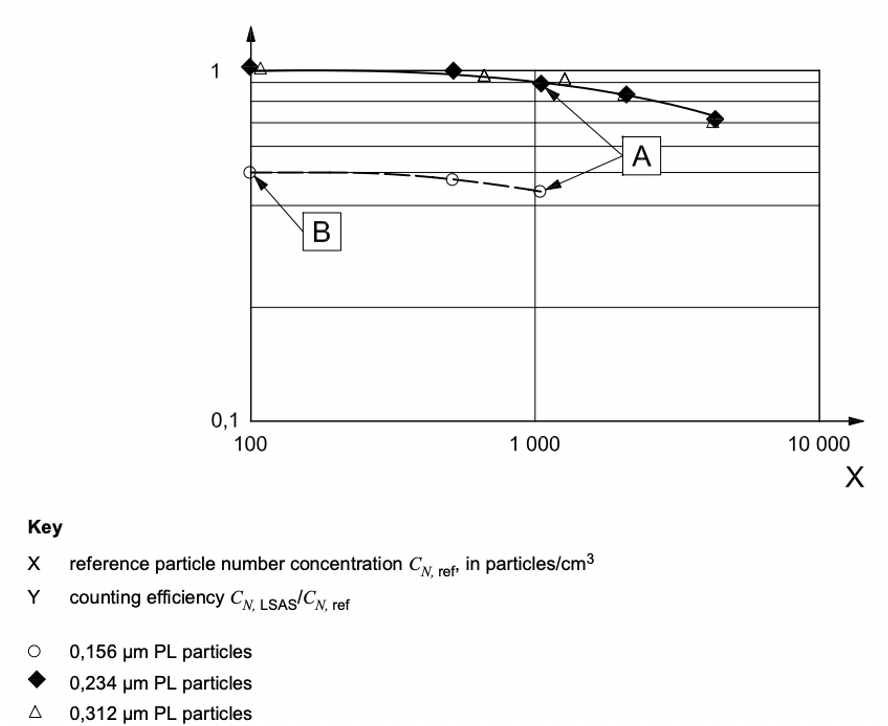 1
A
B
0,1
100
1 000
10 000
X
Key
X reference particle number concentration C_N, ref, in particles/cm³
Y counting efficiency C_N, LSAS/C_N, ref
0,156 µm PL particles
0,234 µm PL particles
0,312 µm PL particles